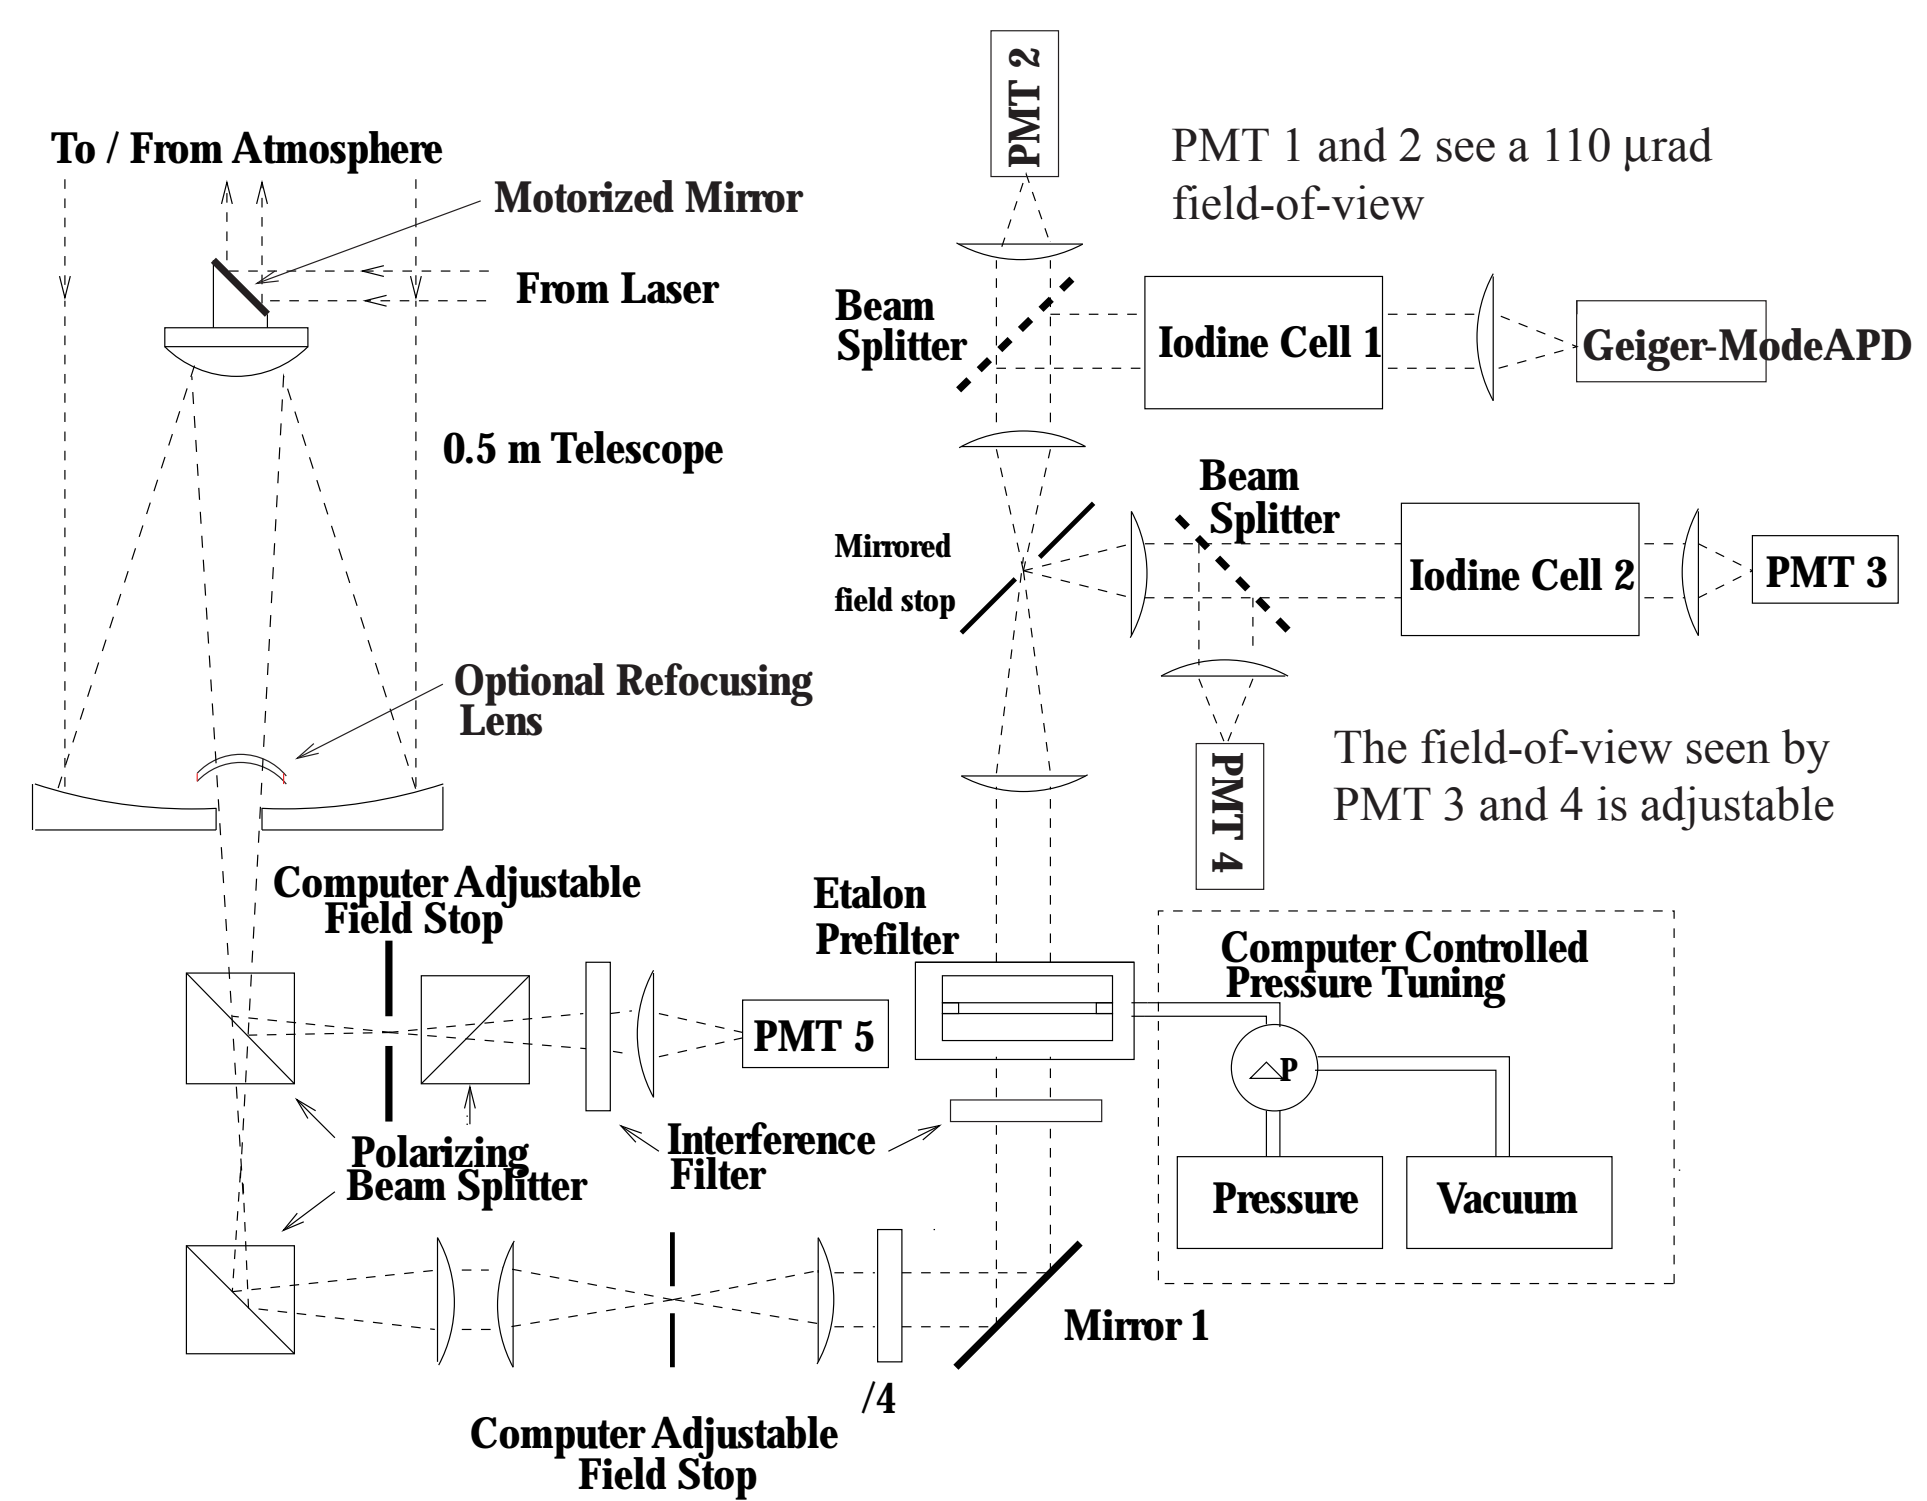 PMT 2
PMT 1 and 2 see a 110 μrad
field-of-view
To / From Atmosphere
Motorized Mirror
From Laser
Beam
Splitter
Iodine Cell 1
Geiger-ModeAPD
0.5 m Telescope
Beam
Splitter
Mirrored
field stop
Iodine Cell 2
PMT 3
Optional Refocusing
Lens
PMT 4
The field-of-view seen by
PMT 3 and 4 is adjustable
Computer Adjustable
Field Stop
Etalon
Prefilter
Computer Controlled
Pressure Tuning
PMT 5
P
Polarizing
Beam Splitter
Interference
Filter
Pressure
Vacuum
Mirror 1
/4
Computer Adjustable
Field Stop